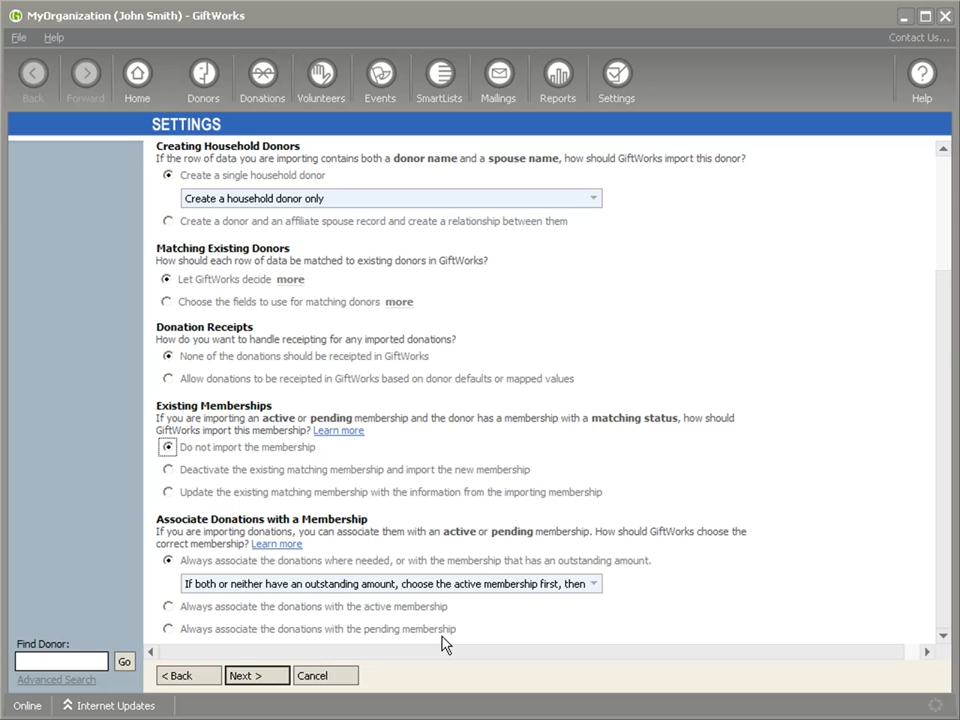 MyOrganization (John Smith) - GiftWorks
File Help Contact Us...
Back Forward Home Donors Donations Volunteers Events SmartLists Mailings Reports Settings Help
SETTINGS
Creating Household Donors
If the row of data you are importing contains both a donor name and a spouse name, how should GiftWorks import this donor?
Create a single household donor
Create a household donor only
Create a donor and an affiliate spouse record and create a relationship between them
Matching Existing Donors
How should each row of data be matched to existing donors in GiftWorks?
Let GiftWorks decide more
Choose the fields to use for matching donors more
Donation Receipts
How do you want to handle receipting for any imported donations?
None of the donations should be receipted in GiftWorks
Allow donations to be receipted in GiftWorks based on donor defaults or mapped values
Existing Memberships
If you are importing an active or pending membership and the donor has a membership with a matching status, how should
GiftWorks import this membership? Learn more
Do not import the membership
Deactivate the existing matching membership and import the new membership
Update the existing matching membership with the information from the importing membership
Associate Donations with a Membership
If you are importing donations, you can associate them with an active or pending membership. How should GiftWorks choose the
correct membership? Learn more
Always associate the donations where needed, or with the membership that has an outstanding amount.
If both or neither have an outstanding amount, choose the active membership first, then
Always associate the donations with the active membership
Always associate the donations with the pending membership
Find Donor:
Go
Advanced Search
< Back Next > Cancel
Online Internet Updates